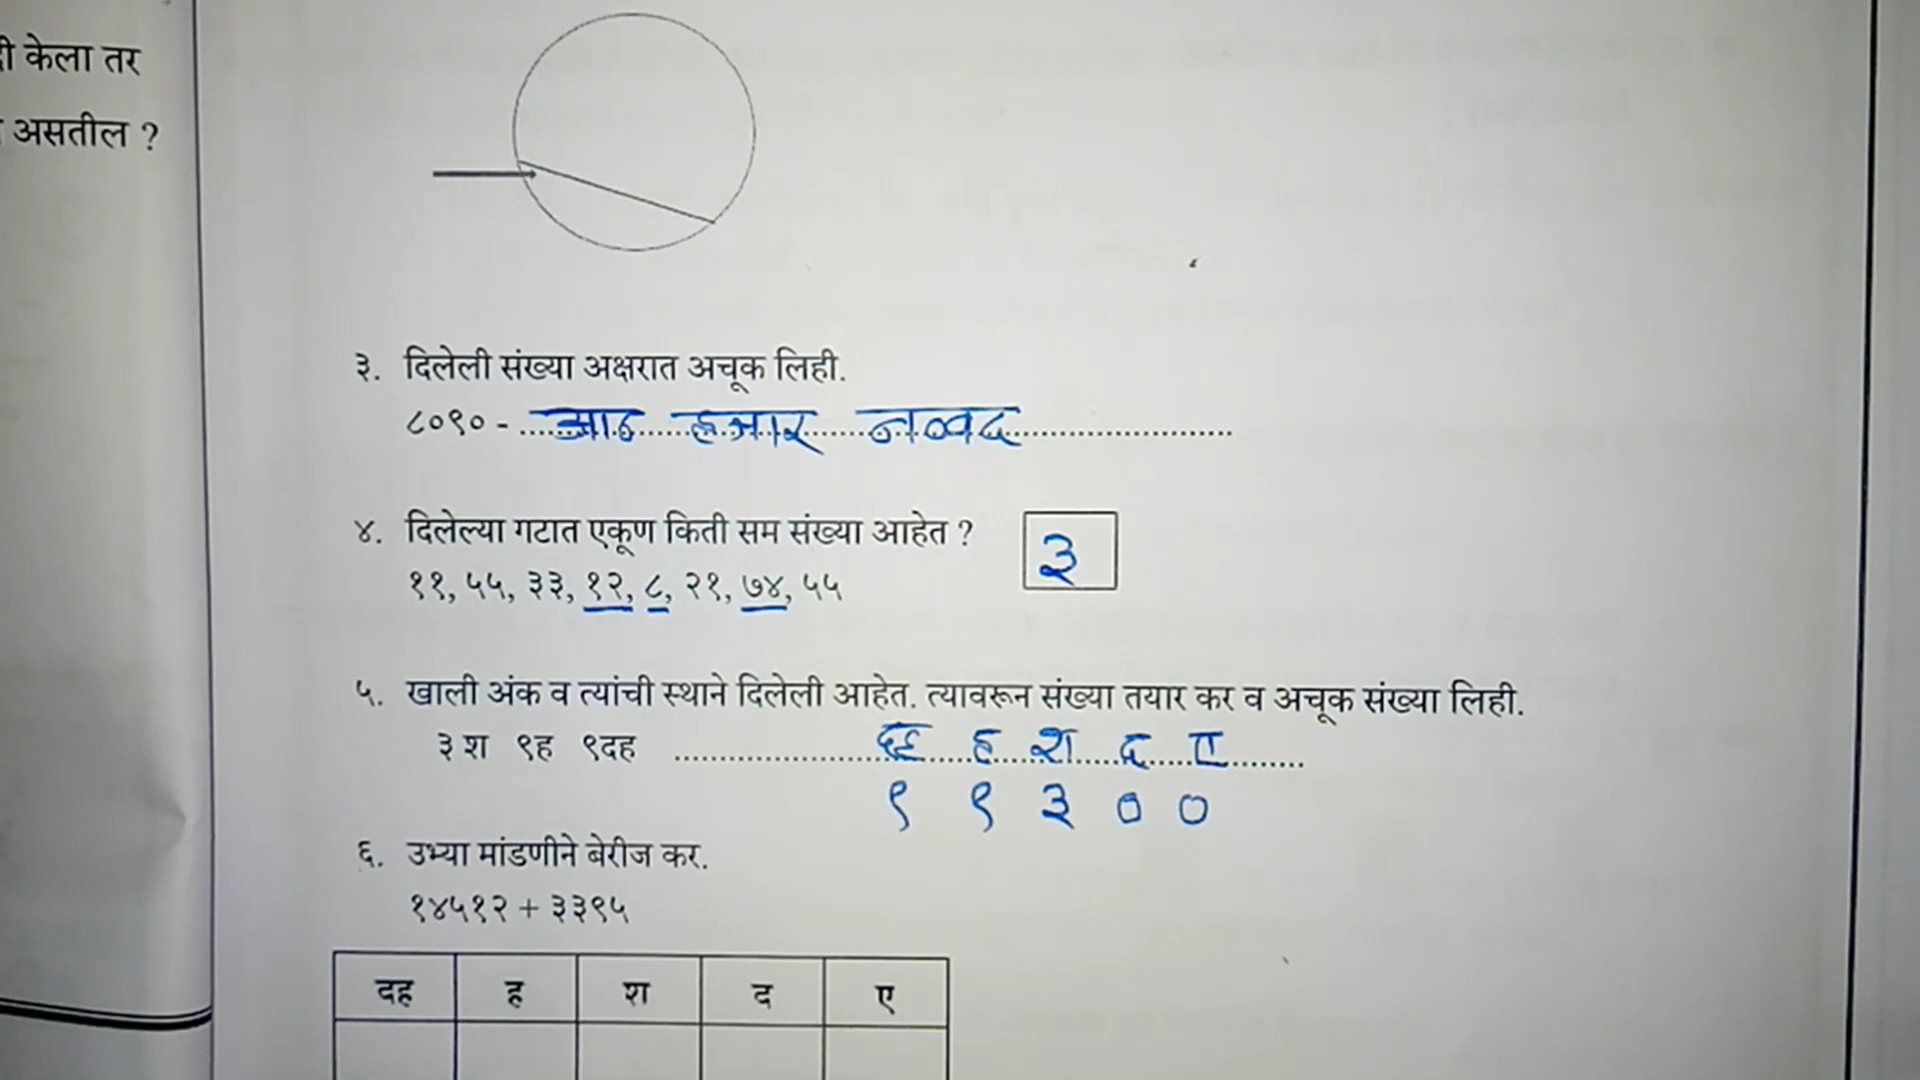 दी केला तर
असतील ?
३. दिलेली संख्या अक्षरात अचूक लिही.
८०९० - आठ हजार नव्वद
४. दिलेल्या गटात एकूण किती सम संख्या आहेत ? ३
११, ५५, ३३, १२, ८, २१, ७४, ५५
५. खाली अंक व त्यांची स्थाने दिलेली आहेत. त्यावरून संख्या तयार कर व अचूक संख्या लिही.
३ श ९ह ९दह दह ह श द ए
९ ९ ३ ० ०
६. उभ्या मांडणीने बेरीज कर.
१४५१२ + ३३९५
दह ह श द ए